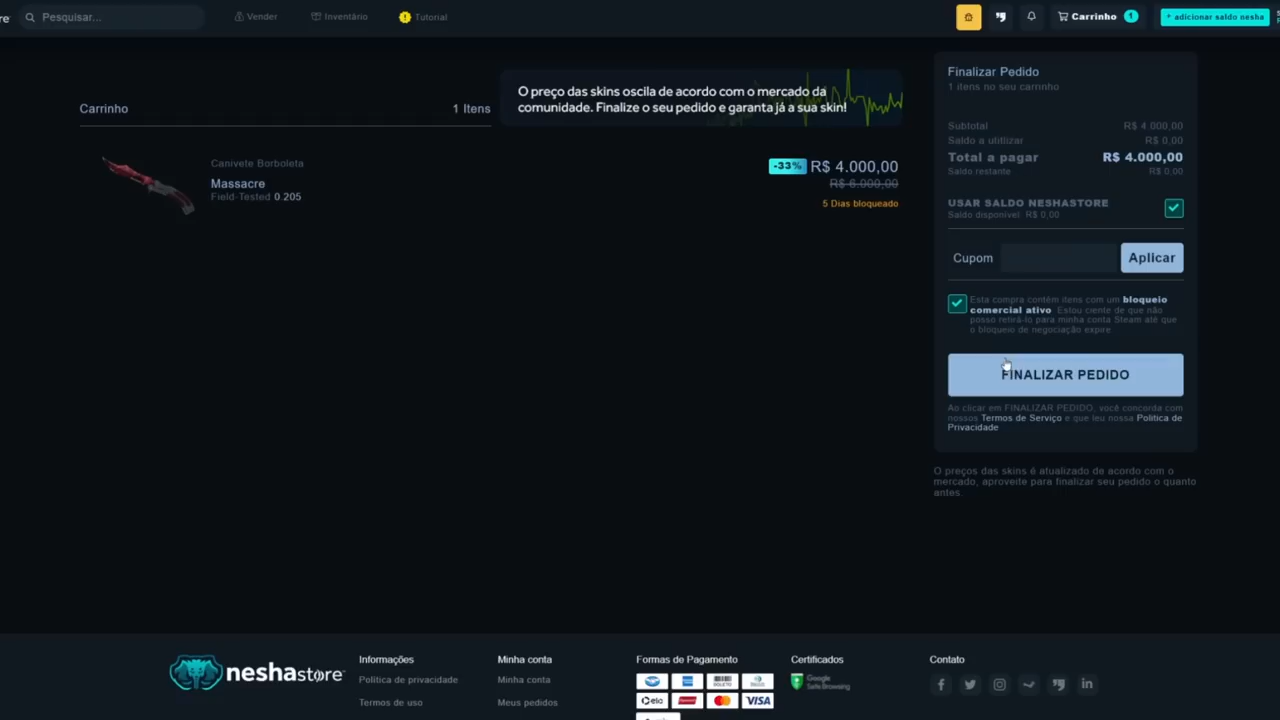 re
Pesquisar...
Vender
Inventário
Tutorial
Carrinho
1
+ adicionar saldo nesha
Carrinho
1 Itens
O preço das skins oscila de acordo com o mercado da
comunidade. Finalize o seu pedido e garanta já a sua skin!
Canivete Borboleta
Massacre
Field-Tested 0.205
-33% R$ 4.000,00
R$ 6.000,00
5 Dias bloqueado
Finalizar Pedido
1 itens no seu carrinho
Subtotal R$ 4.000,00
Saldo a utilizar R$ 0,00
Total a pagar R$ 4.000,00
Saldo restante R$ 0,00
USAR SALDO NESHASTORE
Saldo disponível R$ 0,00
Cupom
Aplicar
Esta compra contém itens com um bloqueio
comercial ativo. Estou ciente de que não
posso retirá-lo para minha conta Steam até que
o bloqueio de negociação expire
FINALIZAR PEDIDO
Ao clicar em FINALIZAR PEDIDO, você concorda com
nossos Termos de Serviço e que leu nossa Política de
Privacidade
O preços das skins é atualizado de acordo com o
mercado, aproveite para finalizar seu pedido o quanto
antes.
neshastore
Informações
Política de privacidade
Termos de uso
Minha conta
Minha conta
Meus pedidos
Formas de Pagamento
BOLETO
elo
VISA
Certificados
Google
Safe Browsing
Contato